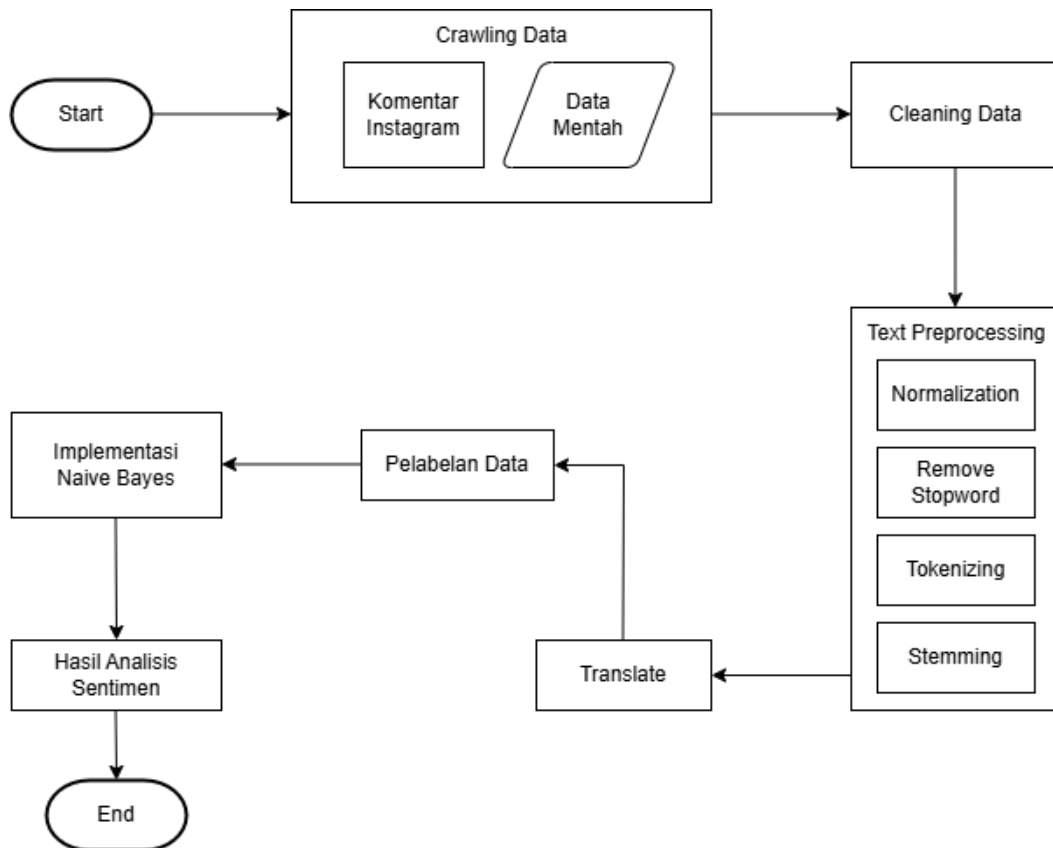 Start
Crawling Data
Komentar
Instagram
Data
Mentah
Cleaning Data
Text Preprocessing
Normalization
Remove
Stopword
Tokenizing
Stemming
Translate
Pelabelan Data
Implementasi
Naive Bayes
Hasil Analisis
Sentimen
End